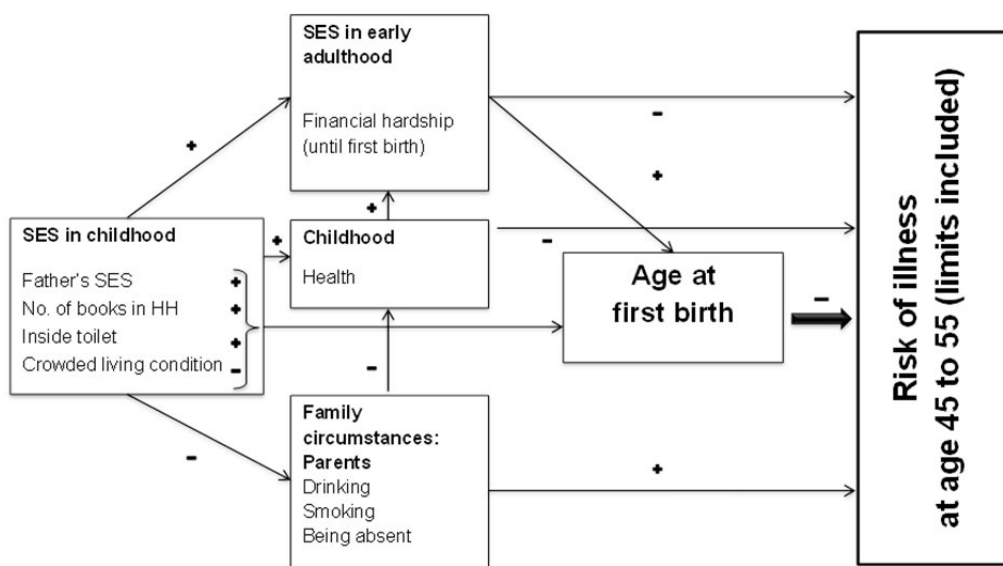 SES in early
adulthood
Financial hardship
(until first birth)
+
-
+
SES in childhood
Father's SES
+
No. of books in HH
+
Inside toilet
+
Crowded living condition
-
+
+
Childhood
Health
-
Age at
first birth
-
-
-
Family
circumstances:
Parents
Drinking
Smoking
Being absent
+
Risk of illness
at age 45 to 55 (limits included)